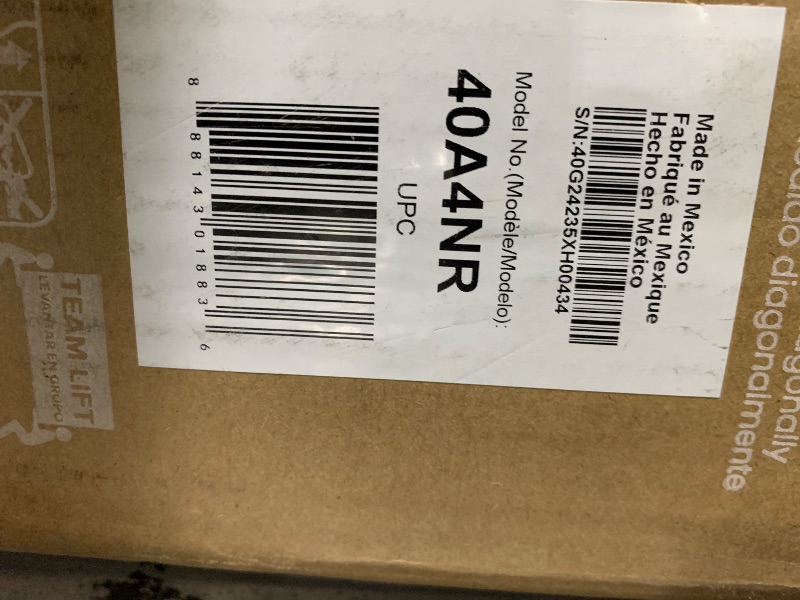 Made in Mexico
Fabriqué au Mexique
Hecho en México
S/N:40G24235XH00434
Model No.(Modèle/Modelo):
40A4NR
UPC
8 88143 01883 6
TEAM LIFT
LEVANTAR EN GRUPO
diagonalmente